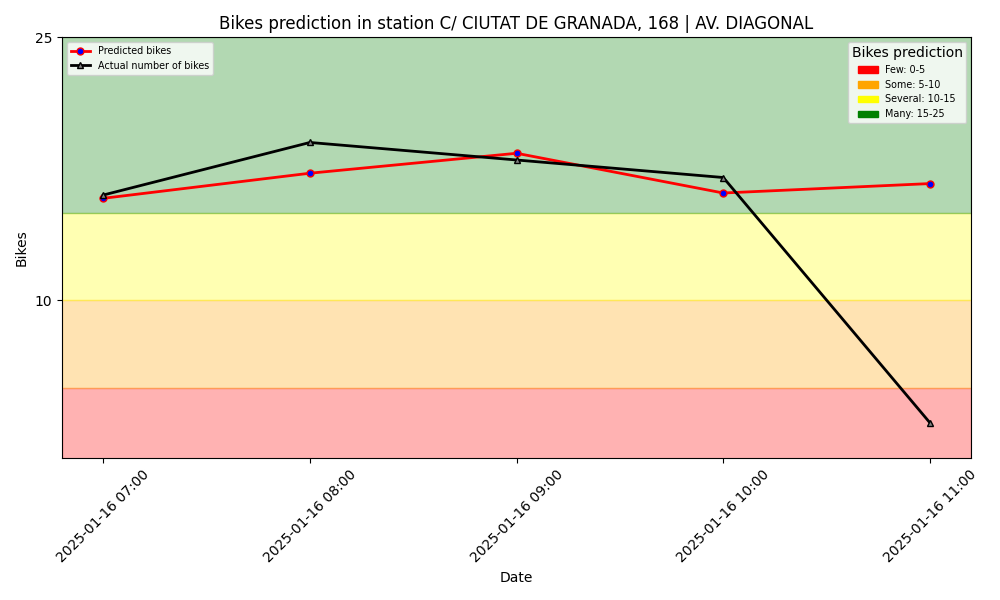 Bikes prediction in station C/ CIUTAT DE GRANADA, 168 | AV. DIAGONAL
25
10
Bikes
Predicted bikes
Actual number of bikes
Bikes prediction
Few: 0-5
Some: 5-10
Several: 10-15
Many: 15-25
2025-01-16 07:00
2025-01-16 08:00
2025-01-16 09:00
2025-01-16 10:00
2025-01-16 11:00
Date